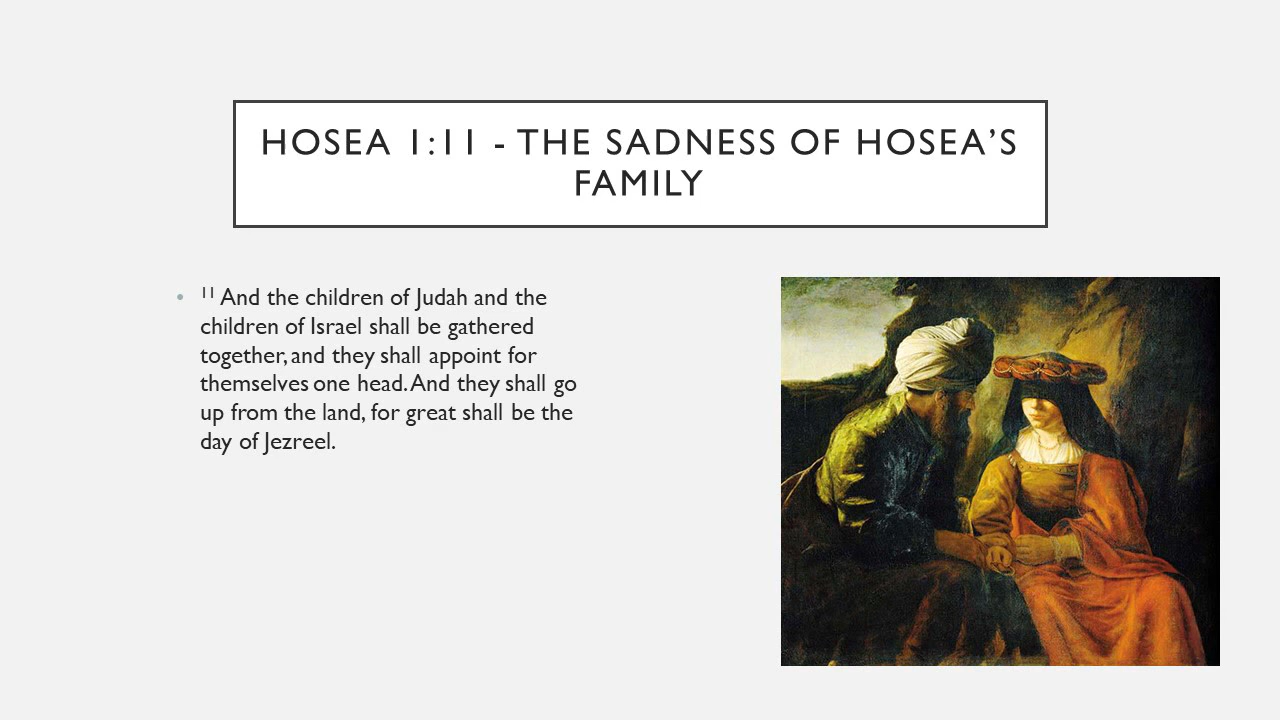 HOSEA 1:11 - THE SADNESS OF HOSEA’S
FAMILY
• ¹¹ And the children of Judah and the
children of Israel shall be gathered
together, and they shall appoint for
themselves one head. And they shall go
up from the land, for great shall be the
day of Jezreel.